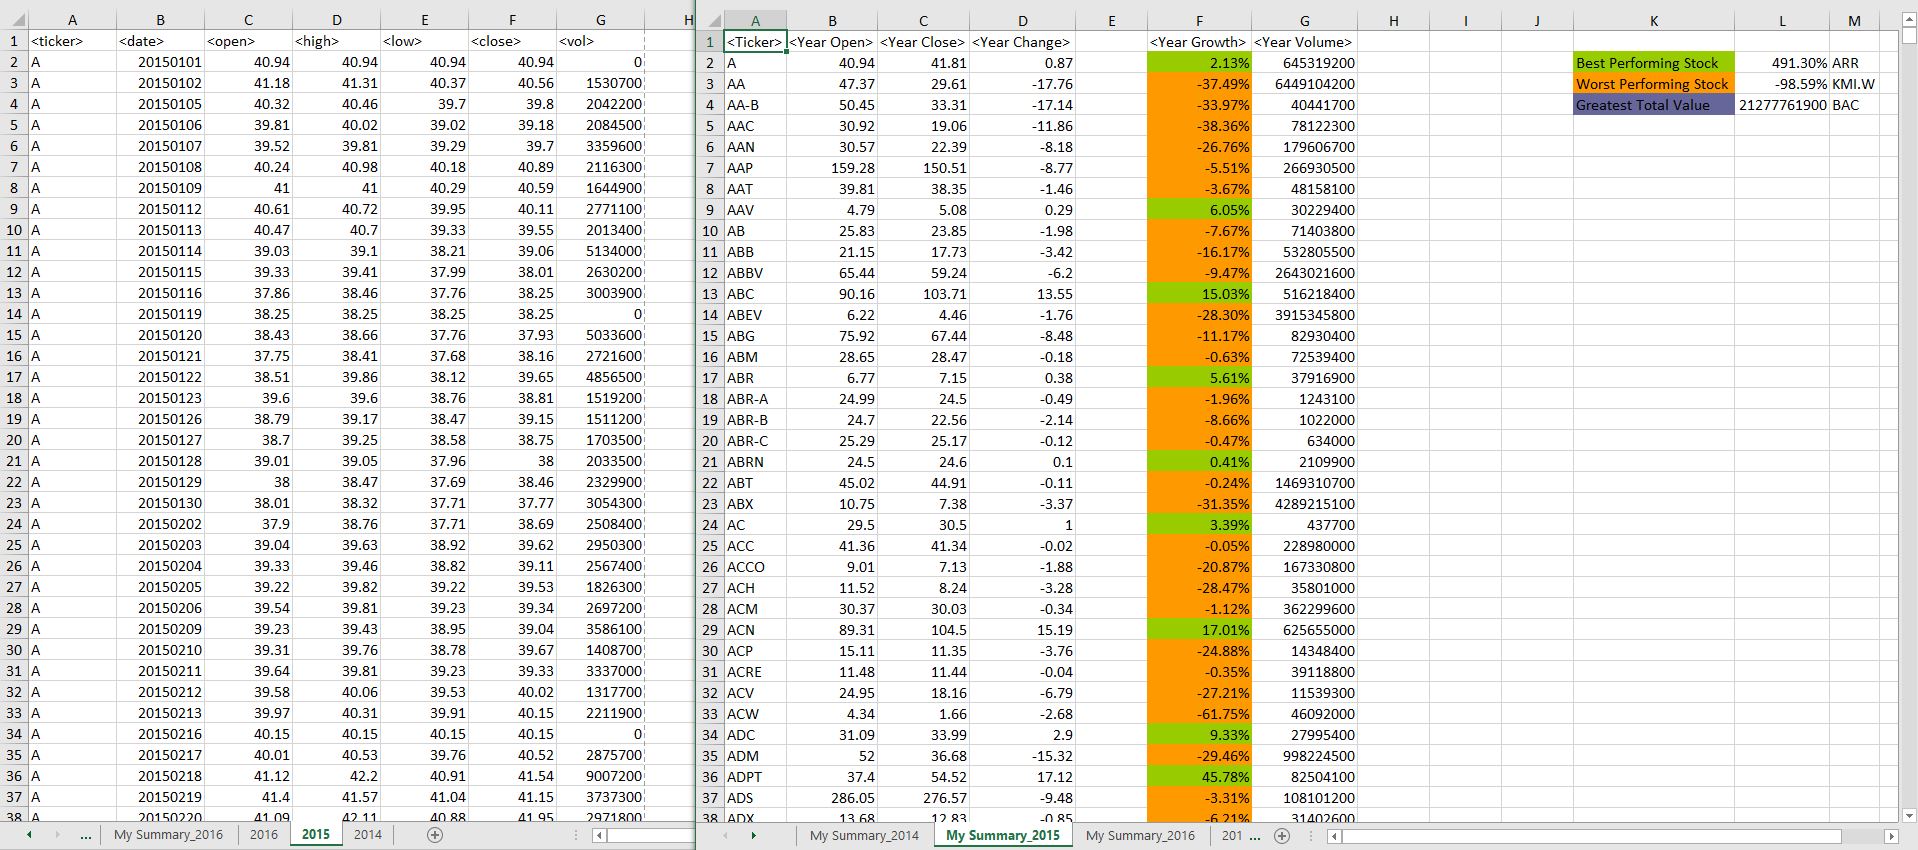 A B C D E F G H
1 <ticker> <date> <open> <high> <low> <close> <vol>
2 A 20150101 40.94 40.94 40.94 40.94 0
3 A 20150102 41.18 41.31 40.37 40.56 1530700
4 A 20150105 40.32 40.46 39.7 39.8 2042200
5 A 20150106 39.81 40.02 39.02 39.18 2084500
6 A 20150107 39.52 39.81 39.29 39.7 3359600
7 A 20150108 40.24 40.98 40.18 40.89 2116300
8 A 20150109 41 41 40.29 40.59 1644900
9 A 20150112 40.61 40.72 39.95 40.11 2771100
10 A 20150113 40.47 40.7 39.33 39.55 2013400
11 A 20150114 39.03 39.1 38.21 39.06 5134000
12 A 20150115 39.33 39.41 37.99 38.01 2630200
13 A 20150116 37.86 38.46 37.76 38.25 3003900
14 A 20150119 38.25 38.25 38.25 38.25 0
15 A 20150120 38.43 38.66 37.76 37.93 5033600
16 A 20150121 37.75 38.41 37.68 38.16 2721600
17 A 20150122 38.51 39.86 38.12 39.65 4856500
18 A 20150123 39.6 39.6 38.76 38.81 1519200
19 A 20150126 38.79 39.17 38.47 39.15 1511200
20 A 20150127 38.7 39.25 38.58 38.75 1703500
21 A 20150128 39.01 39.05 37.96 38 2033500
22 A 20150129 38 38.47 37.69 38.46 2329900
23 A 20150130 38.01 38.32 37.71 37.77 3054300
24 A 20150202 37.9 38.76 37.71 38.69 2508400
25 A 20150203 39.04 39.63 38.92 39.62 2950300
26 A 20150204 39.33 39.46 38.82 39.11 2567400
27 A 20150205 39.22 39.82 39.22 39.53 1826300
28 A 20150206 39.54 39.81 39.23 39.34 2697200
29 A 20150209 39.23 39.43 38.95 39.04 3586100
30 A 20150210 39.31 39.76 38.78 39.67 1408700
31 A 20150211 39.64 39.81 39.23 39.33 3337000
32 A 20150212 39.58 40.06 39.53 40.02 1317700
33 A 20150213 39.97 40.31 39.91 40.15 2211900
34 A 20150216 40.15 40.15 40.15 40.15 0
35 A 20150217 40.01 40.53 39.76 40.52 2875700
36 A 20150218 41.12 42.2 40.91 41.54 9007200
37 A 20150219 41.4 41.57 41.04 41.15 3737300
38 A 20150220 41.09 42.11 40.88 41.95 2971800
... My Summary_2016 2016 2015 2014
A B C D E F G H I J K L M
1 <Ticker> <Year Open> <Year Close> <Year Change> <Year Growth> <Year Volume>
2 A 40.94 41.81 0.87 2.13% 645319200 Best Performing Stock 491.30% ARR
3 AA 47.37 29.61 -17.76 -37.49% 6449104200 Worst Performing Stock -98.59% KMI.W
4 AA-B 50.45 33.31 -17.14 -33.97% 40441700 Greatest Total Value 21277761900 BAC
5 AAC 30.92 19.06 -11.86 -38.36% 78122300
6 AAN 30.57 22.39 -8.18 -26.76% 179606700
7 AAP 159.28 150.51 -8.77 -5.51% 266930500
8 AAT 39.81 38.35 -1.46 -3.67% 48158100
9 AAV 4.79 5.08 0.29 6.05% 30229400
10 AB 25.83 23.85 -1.98 -7.67% 71403800
11 ABB 21.15 17.73 -3.42 -16.17% 532805500
12 ABBV 65.44 59.24 -6.2 -9.47% 2643021600
13 ABC 90.16 103.71 13.55 15.03% 516218400
14 ABEV 6.22 4.46 -1.76 -28.30% 3915345800
15 ABG 75.92 67.44 -8.48 -11.17% 82930400
16 ABM 28.65 28.47 -0.18 -0.63% 72539400
17 ABR 6.77 7.15 0.38 5.61% 37916900
18 ABR-A 24.99 24.5 -0.49 -1.96% 1243100
19 ABR-B 24.7 22.56 -2.14 -8.66% 1022000
20 ABR-C 25.29 25.17 -0.12 -0.47% 634000
21 ABRN 24.5 24.6 0.1 0.41% 2109900
22 ABT 45.02 44.91 -0.11 -0.24% 1469310700
23 ABX 10.75 7.38 -3.37 -31.35% 4289215100
24 AC 29.5 30.5 1 3.39% 437700
25 ACC 41.36 41.34 -0.02 -0.05% 228980000
26 ACCO 9.01 7.13 -1.88 -20.87% 167330800
27 ACH 11.52 8.24 -3.28 -28.47% 35801000
28 ACM 30.37 30.03 -0.34 -1.12% 362299600
29 ACN 89.31 104.5 15.19 17.01% 625655000
30 ACP 15.11 11.35 -3.76 -24.88% 14348400
31 ACRE 11.48 11.44 -0.04 -0.35% 39118800
32 ACV 24.95 18.16 -6.79 -27.21% 11539300
33 ACW 4.34 1.66 -2.68 -61.75% 46092000
34 ADC 31.09 33.99 2.9 9.33% 27995400
35 ADM 52 36.68 -15.32 -29.46% 998224500
36 ADPT 37.4 54.52 17.12 45.78% 82504100
37 ADS 286.05 276.57 -9.48 -3.31% 108101200
38 ADX 13.68 12.83 -0.85 -6.21% 31402600
My Summary_2014 My Summary_2015 My Summary_2016 201 ...